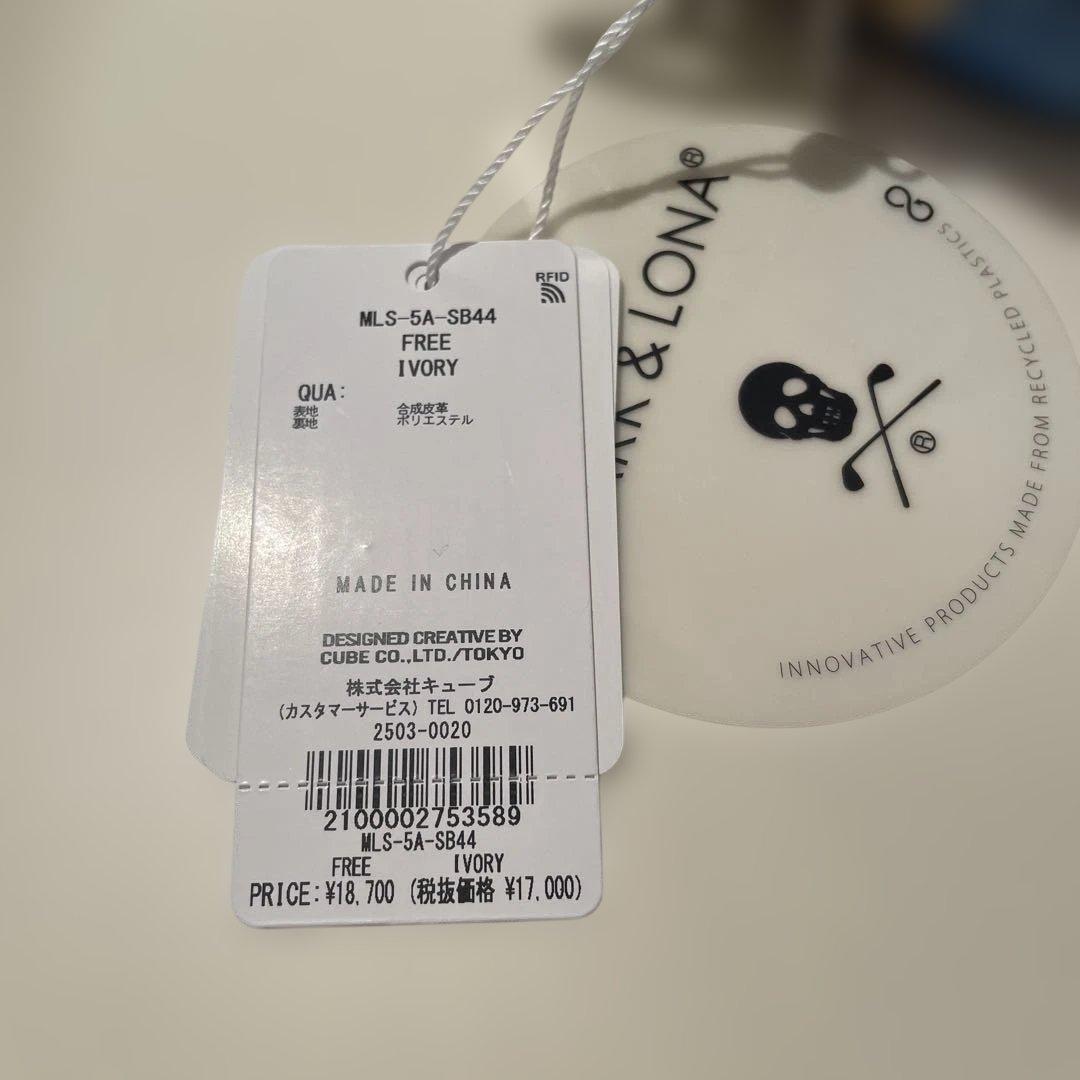 RFID
MLS-5A-SB44
FREE
IVORY
QUA:
表地 合成皮革
裏地 ポリエステル
MADE IN CHINA
DESIGNED CREATIVE BY
CUBE CO.,LTD./TOKYO
株式会社キューブ
(カスタマーサービス) TEL 0120-973-691
2503-0020
2100002753589
MLS-5A-SB44
FREE IVORY
PRICE:¥18,700 (税抜価格 ¥17,000)
& LONA®
®
INNOVATIVE PRODUCTS MADE FROM RECYCLED PLASTICS